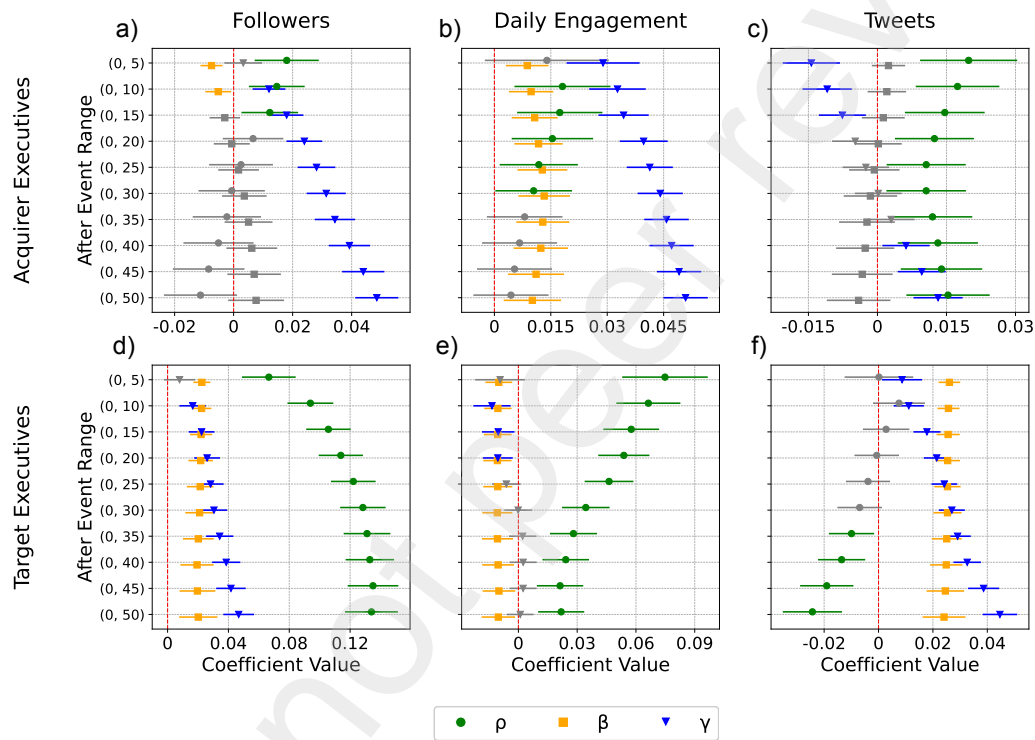 Followers
Daily Engagement
Tweets
a)
b)
c)
Acquirer Executives
After Event Range
(0, 5)
(0, 10)
(0, 15)
(0, 20)
(0, 25)
(0, 30)
(0, 35)
(0, 40)
(0, 45)
(0, 50)
-0.02 0 0.02 0.04
0 0.015 0.03 0.045
-0.015 0 0.015 0.03
d)
e)
f)
Target Executives
After Event Range
(0, 5)
(0, 10)
(0, 15)
(0, 20)
(0, 25)
(0, 30)
(0, 35)
(0, 40)
(0, 45)
(0, 50)
0 0.04 0.08 0.12
0 0.03 0.06 0.09
-0.02 0 0.02 0.04
Coefficient Value
Coefficient Value
Coefficient Value
ρ β γ
not peer rev